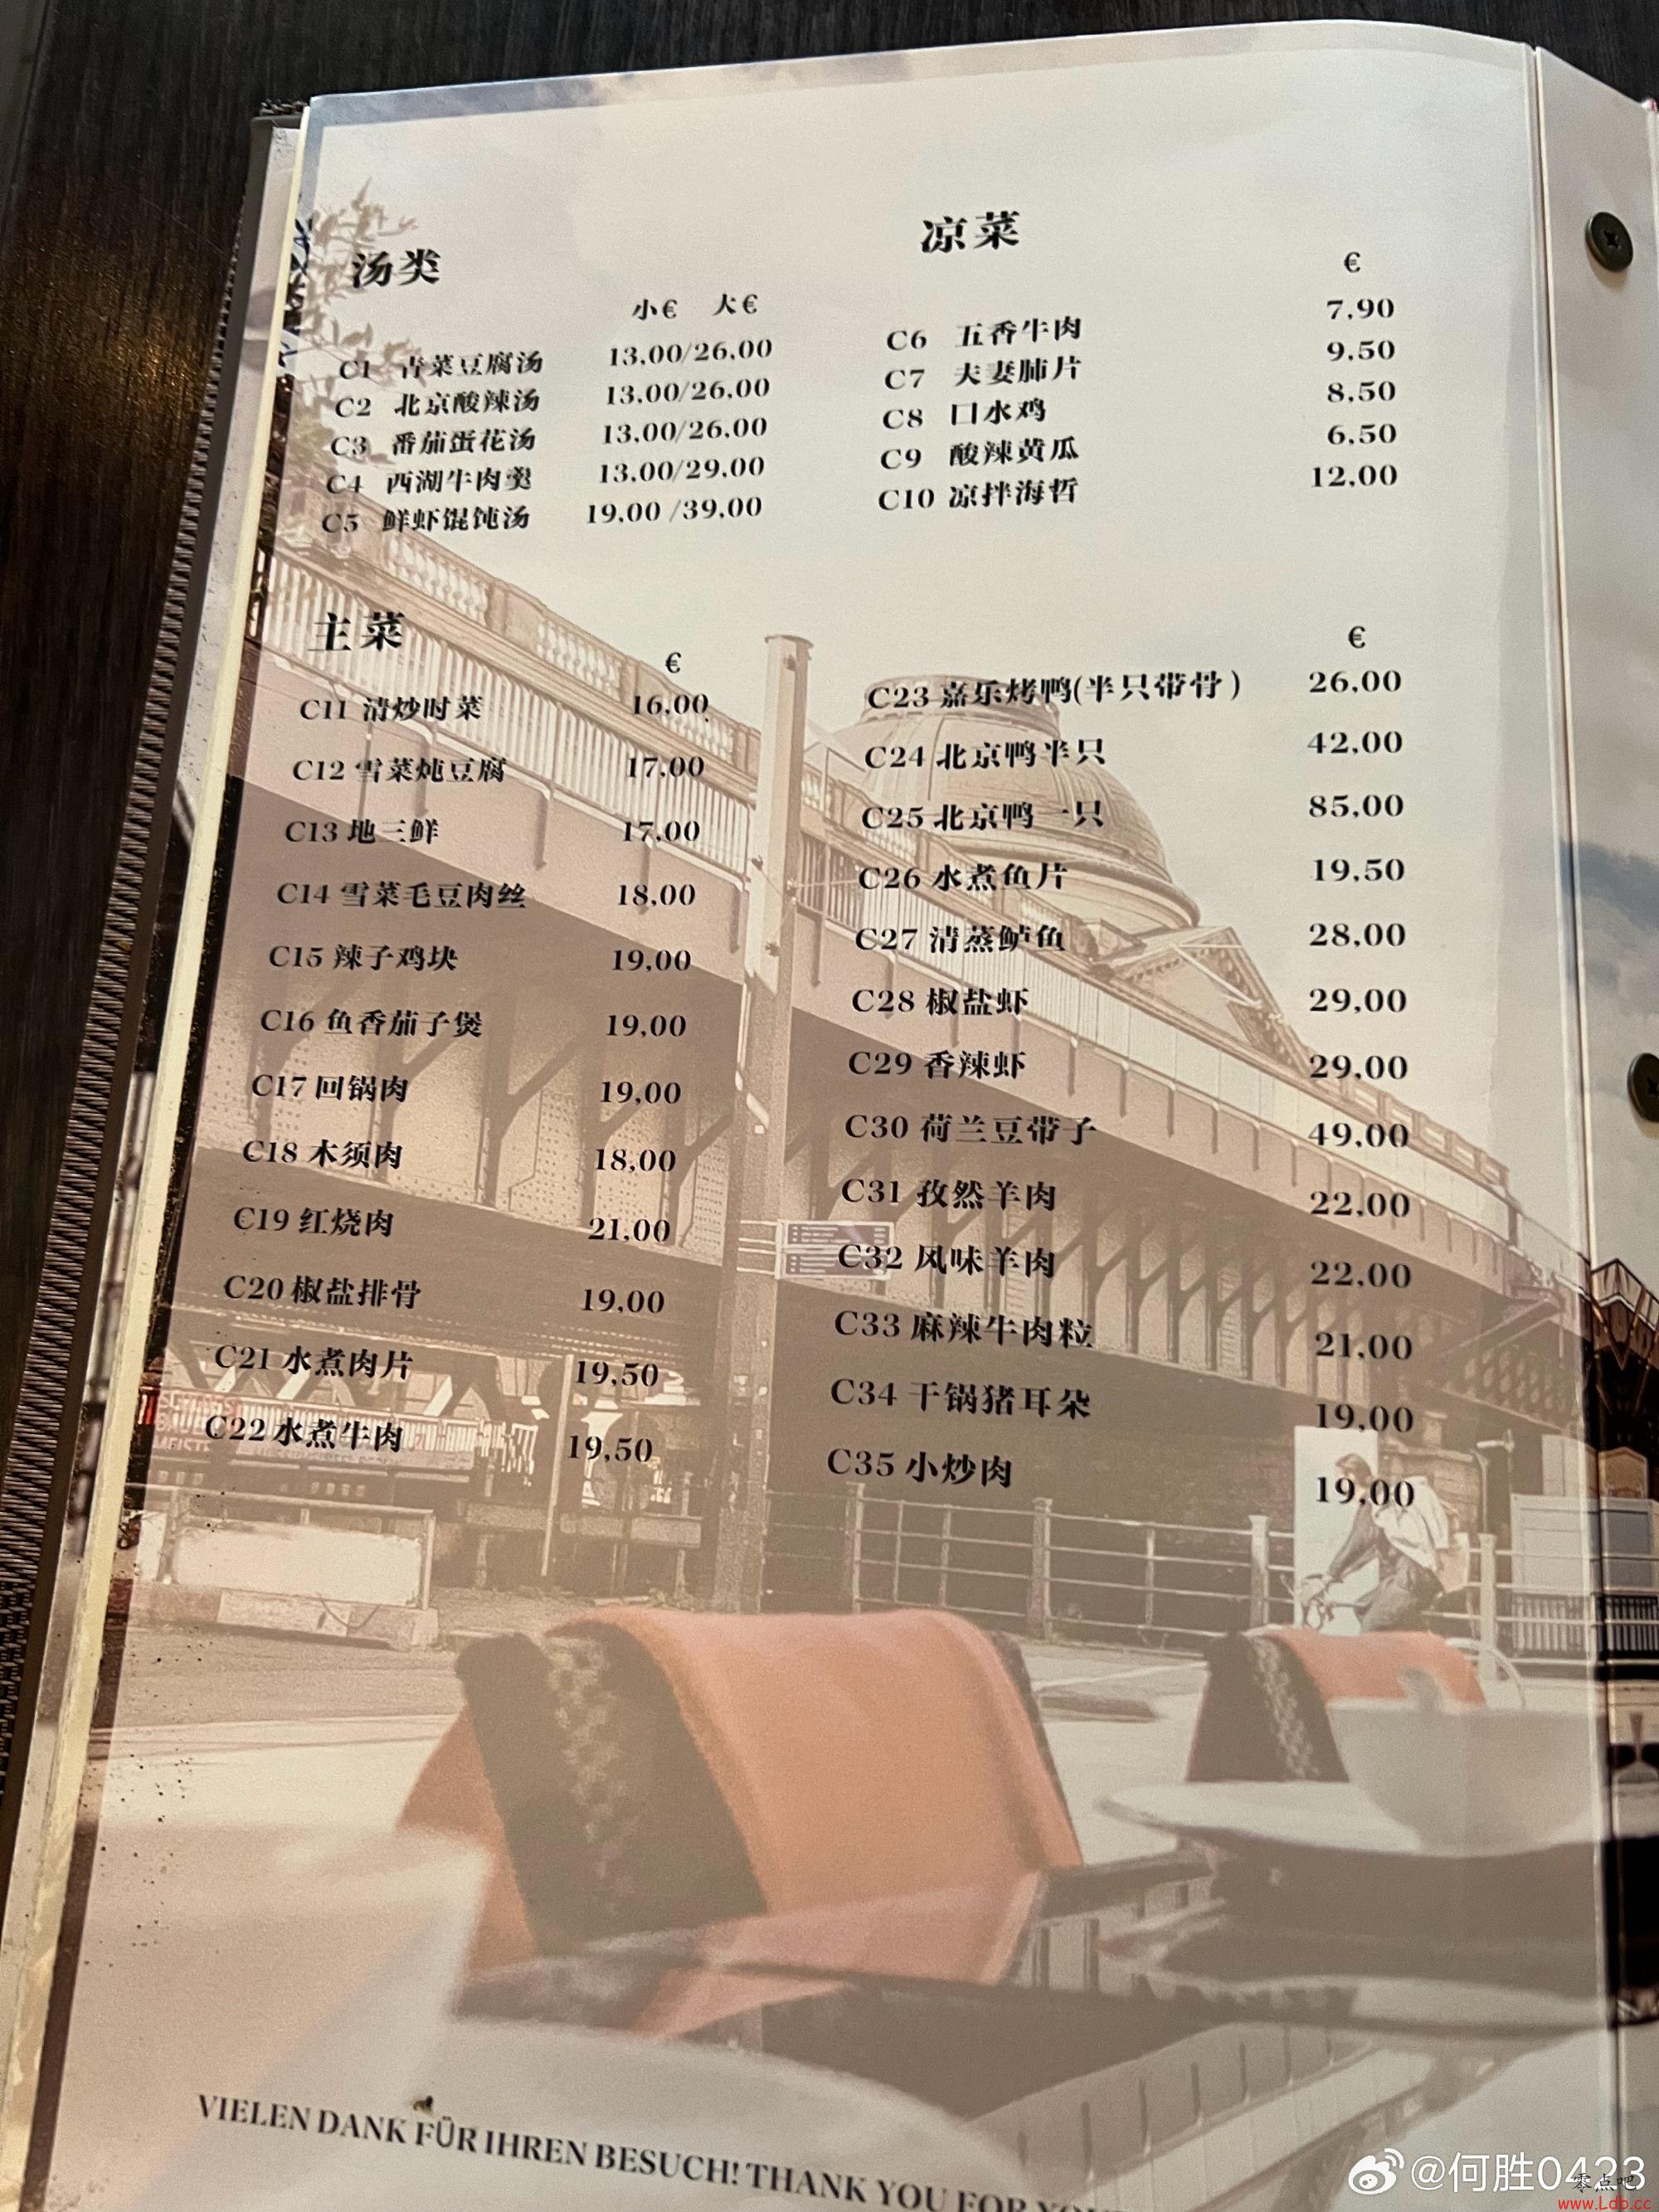 汤类
小€ 大€
C1 青菜豆腐汤 13,00/26,00
C2 北京酸辣汤 13,00/26,00
C3 番茄蛋花汤 13,00/26,00
C4 西湖牛肉羹 13,00/29,00
C5 鲜虾馄饨汤 19,00 /39,00
凉菜
€
C6 五香牛肉 7,90
C7 夫妻肺片 9,50
C8 口水鸡 8,50
C9 酸辣黄瓜 6,50
C10 凉拌海哲 12,00
主菜
€
C11 清炒时菜 16,00
C12 雪菜炖豆腐 17,00
C13 地三鲜 17,00
C14 雪菜毛豆肉丝 18,00
C15 辣子鸡块 19,00
C16 鱼香茄子煲 19,00
C17 回锅肉 19,00
C18 木须肉 18,00
C19 红烧肉 21,00
C20 椒盐排骨 19,00
C21 水煮肉片 19,50
C22 水煮牛肉 19,50
€
C23 嘉乐烤鸭(半只带骨) 26,00
C24 北京鸭半只 42,00
C25 北京鸭一只 85,00
C26 水煮鱼片 19,50
C27 清蒸鲈鱼 28,00
C28 椒盐虾 29,00
C29 香辣虾 29,00
C30 荷兰豆带子 49,00
C31 孜然羊肉 22,00
C32 风味羊肉 22,00
C33 麻辣牛肉粒 21,00
C34 干锅猪耳朵 19,00
C35 小炒肉 19,00
VIELEN DANK FÜR IHREN BESUCH! THANK YOU FOR
@何胜0423
零点吧
www.Ldb.cc